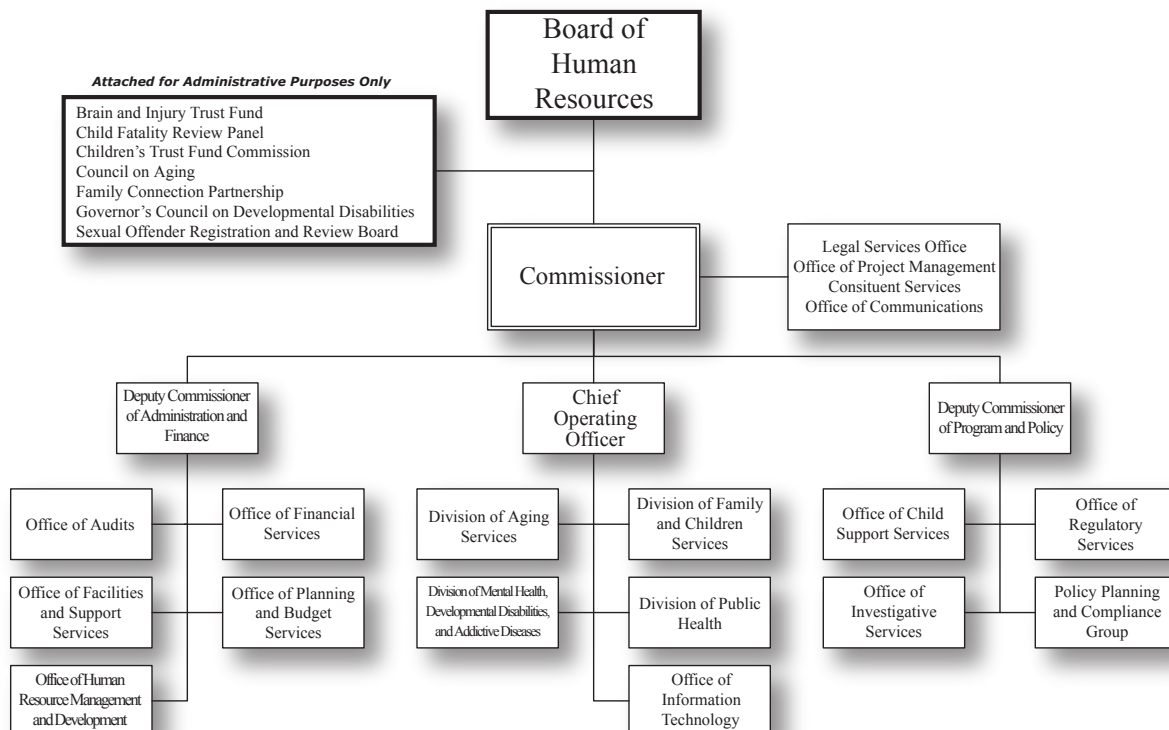 Board of
Human
Resources
Attached for Administrative Purposes Only
Brain and Injury Trust Fund
Child Fatality Review Panel
Children’s Trust Fund Commission
Council on Aging
Family Connection Partnership
Governor’s Council on Developmental Disabilities
Sexual Offender Registration and Review Board
Commissioner
Legal Services Office
Office of Project Management
Consituent Services
Office of Communications
Deputy Commissioner
of Administration and
Finance
Chief
Operating
Officer
Deputy Commissioner
of Program and Policy
Office of Audits
Office of Financial
Services
Division of Aging
Services
Division of Family
and Children
Services
Office of Child
Support Services
Office of
Regulatory
Services
Office of Facilities
and Support
Services
Office of Planning
and Budget
Services
Division of Mental Health,
Developmental Disabilities,
and Addictive Diseases
Division of Public
Health
Office of
Investigative
Services
Policy Planning
and Compliance
Group
Office of Human
Resource Management
and Development
Office of
Information
Technology